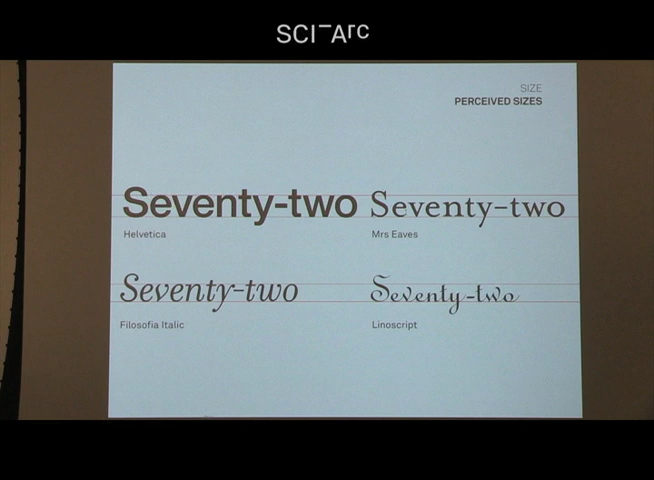 SCI-Arc
SIZE
PERCEIVED SIZES
Seventy-two
Helvetica
Seventy-two
Mrs Eaves
Seventy-two
Filosofia Italic
Seventy-two
Linoscript